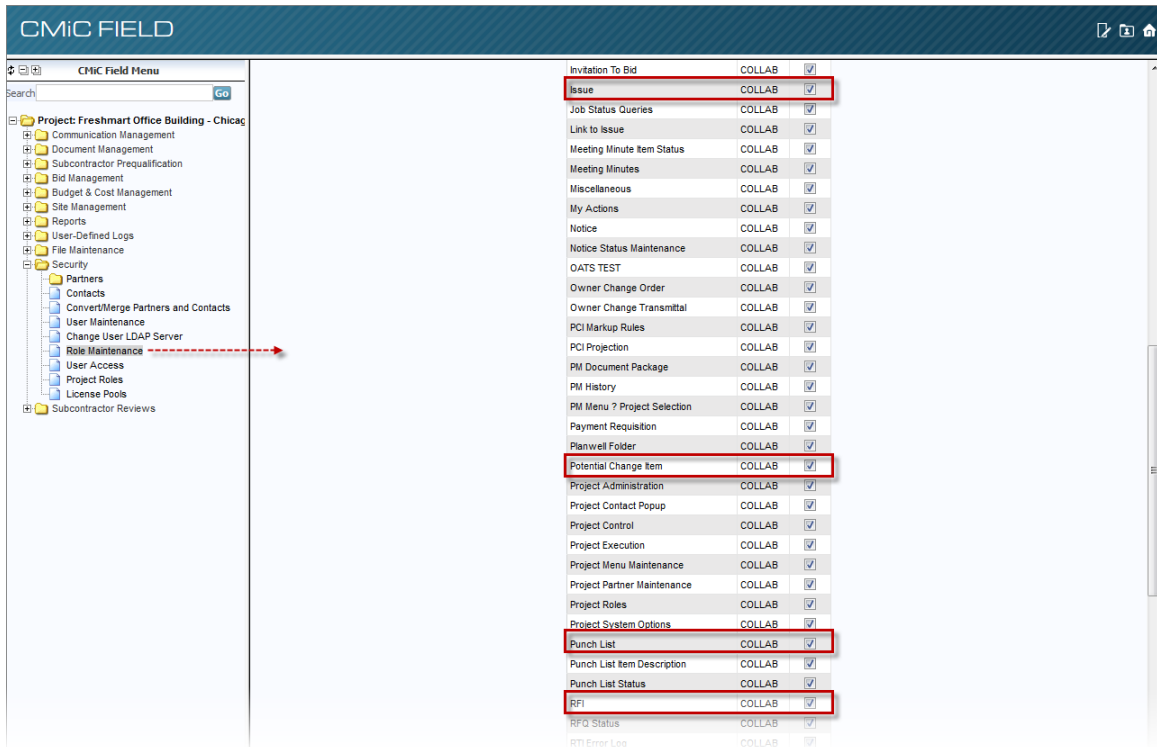 CMiC FIELD
CMiC Field Menu
Search Go
Project: Freshmart Office Building - Chicag
Communication Management
Document Management
Subcontractor Prequalification
Bid Management
Budget & Cost Management
Site Management
Reports
User-Defined Logs
File Maintenance
Security
Partners
Contacts
Convert/Merge Partners and Contacts
User Maintenance
Change User LDAP Server
Role Maintenance
User Access
Project Roles
License Pools
Subcontractor Reviews
Invitation To Bid COLLAB
Issue COLLAB
Job Status Queries COLLAB
Link to Issue COLLAB
Meeting Minute Item Status COLLAB
Meeting Minutes COLLAB
Miscellaneous COLLAB
My Actions COLLAB
Notice COLLAB
Notice Status Maintenance COLLAB
OATS TEST COLLAB
Owner Change Order COLLAB
Owner Change Transmittal COLLAB
PCI Markup Rules COLLAB
PCI Projection COLLAB
PM Document Package COLLAB
PM History COLLAB
PM Menu ? Project Selection COLLAB
Payment Requisition COLLAB
Planwell Folder COLLAB
Potential Change Item COLLAB
Project Administration COLLAB
Project Contact Popup COLLAB
Project Control COLLAB
Project Execution COLLAB
Project Menu Maintenance COLLAB
Project Partner Maintenance COLLAB
Project Roles COLLAB
Project System Options COLLAB
Punch List COLLAB
Punch List Item Description COLLAB
Punch List Status COLLAB
RFI COLLAB
RFQ Status COLLAB
RTI Error Log COLLAB